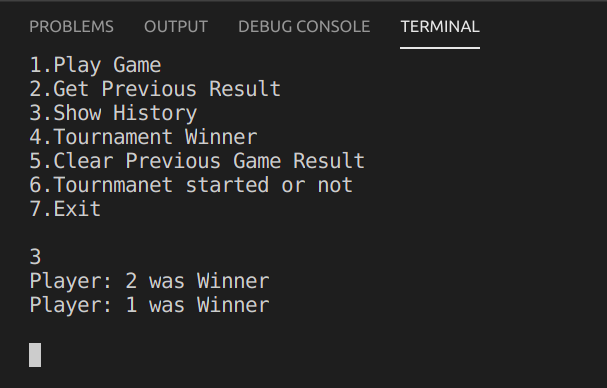 PROBLEMS OUTPUT DEBUG CONSOLE TERMINAL
1.Play Game
2.Get Previous Result
3.Show History
4.Tournament Winner
5.Clear Previous Game Result
6.Tournmanet started or not
7.Exit
3
Player: 2 was Winner
Player: 1 was Winner